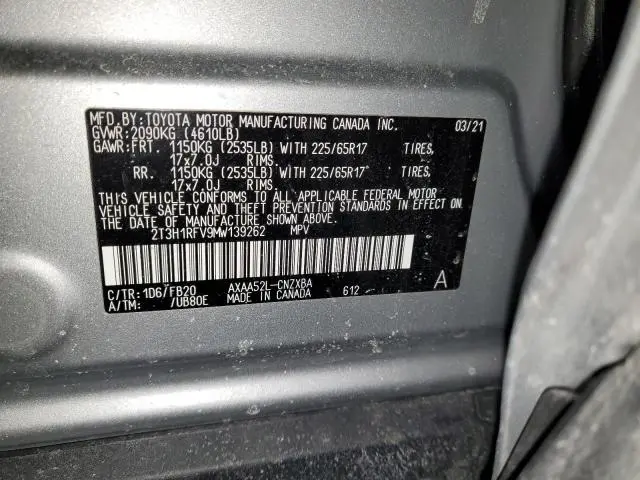 MFD.BY:TOYOTA MOTOR MANUFACTURING CANADA INC. 03/21
GVWR:2090KG (4610LB)
GAWR:FRT. 1150KG (2535LB) WITH 225/65R17 TIRES,
17x7.0J RIMS.
RR. 1150KG (2535LB) WITH 225/65R17 TIRES,
17x7.0J RIMS.
THIS VEHICLE CONFORMS TO ALL APPLICABLE FEDERAL MOTOR
VEHICLE SAFETY AND THEFT PREVENTION STANDARDS IN EFFECT ON
THE DATE OF MANUFACTURE SHOWN ABOVE.
2T3H1RFV9MW139262 MPV
C/TR:1D6/FB20 AXAA52L-CNZXBA 612 A
A/TM: /UB80E MADE IN CANADA